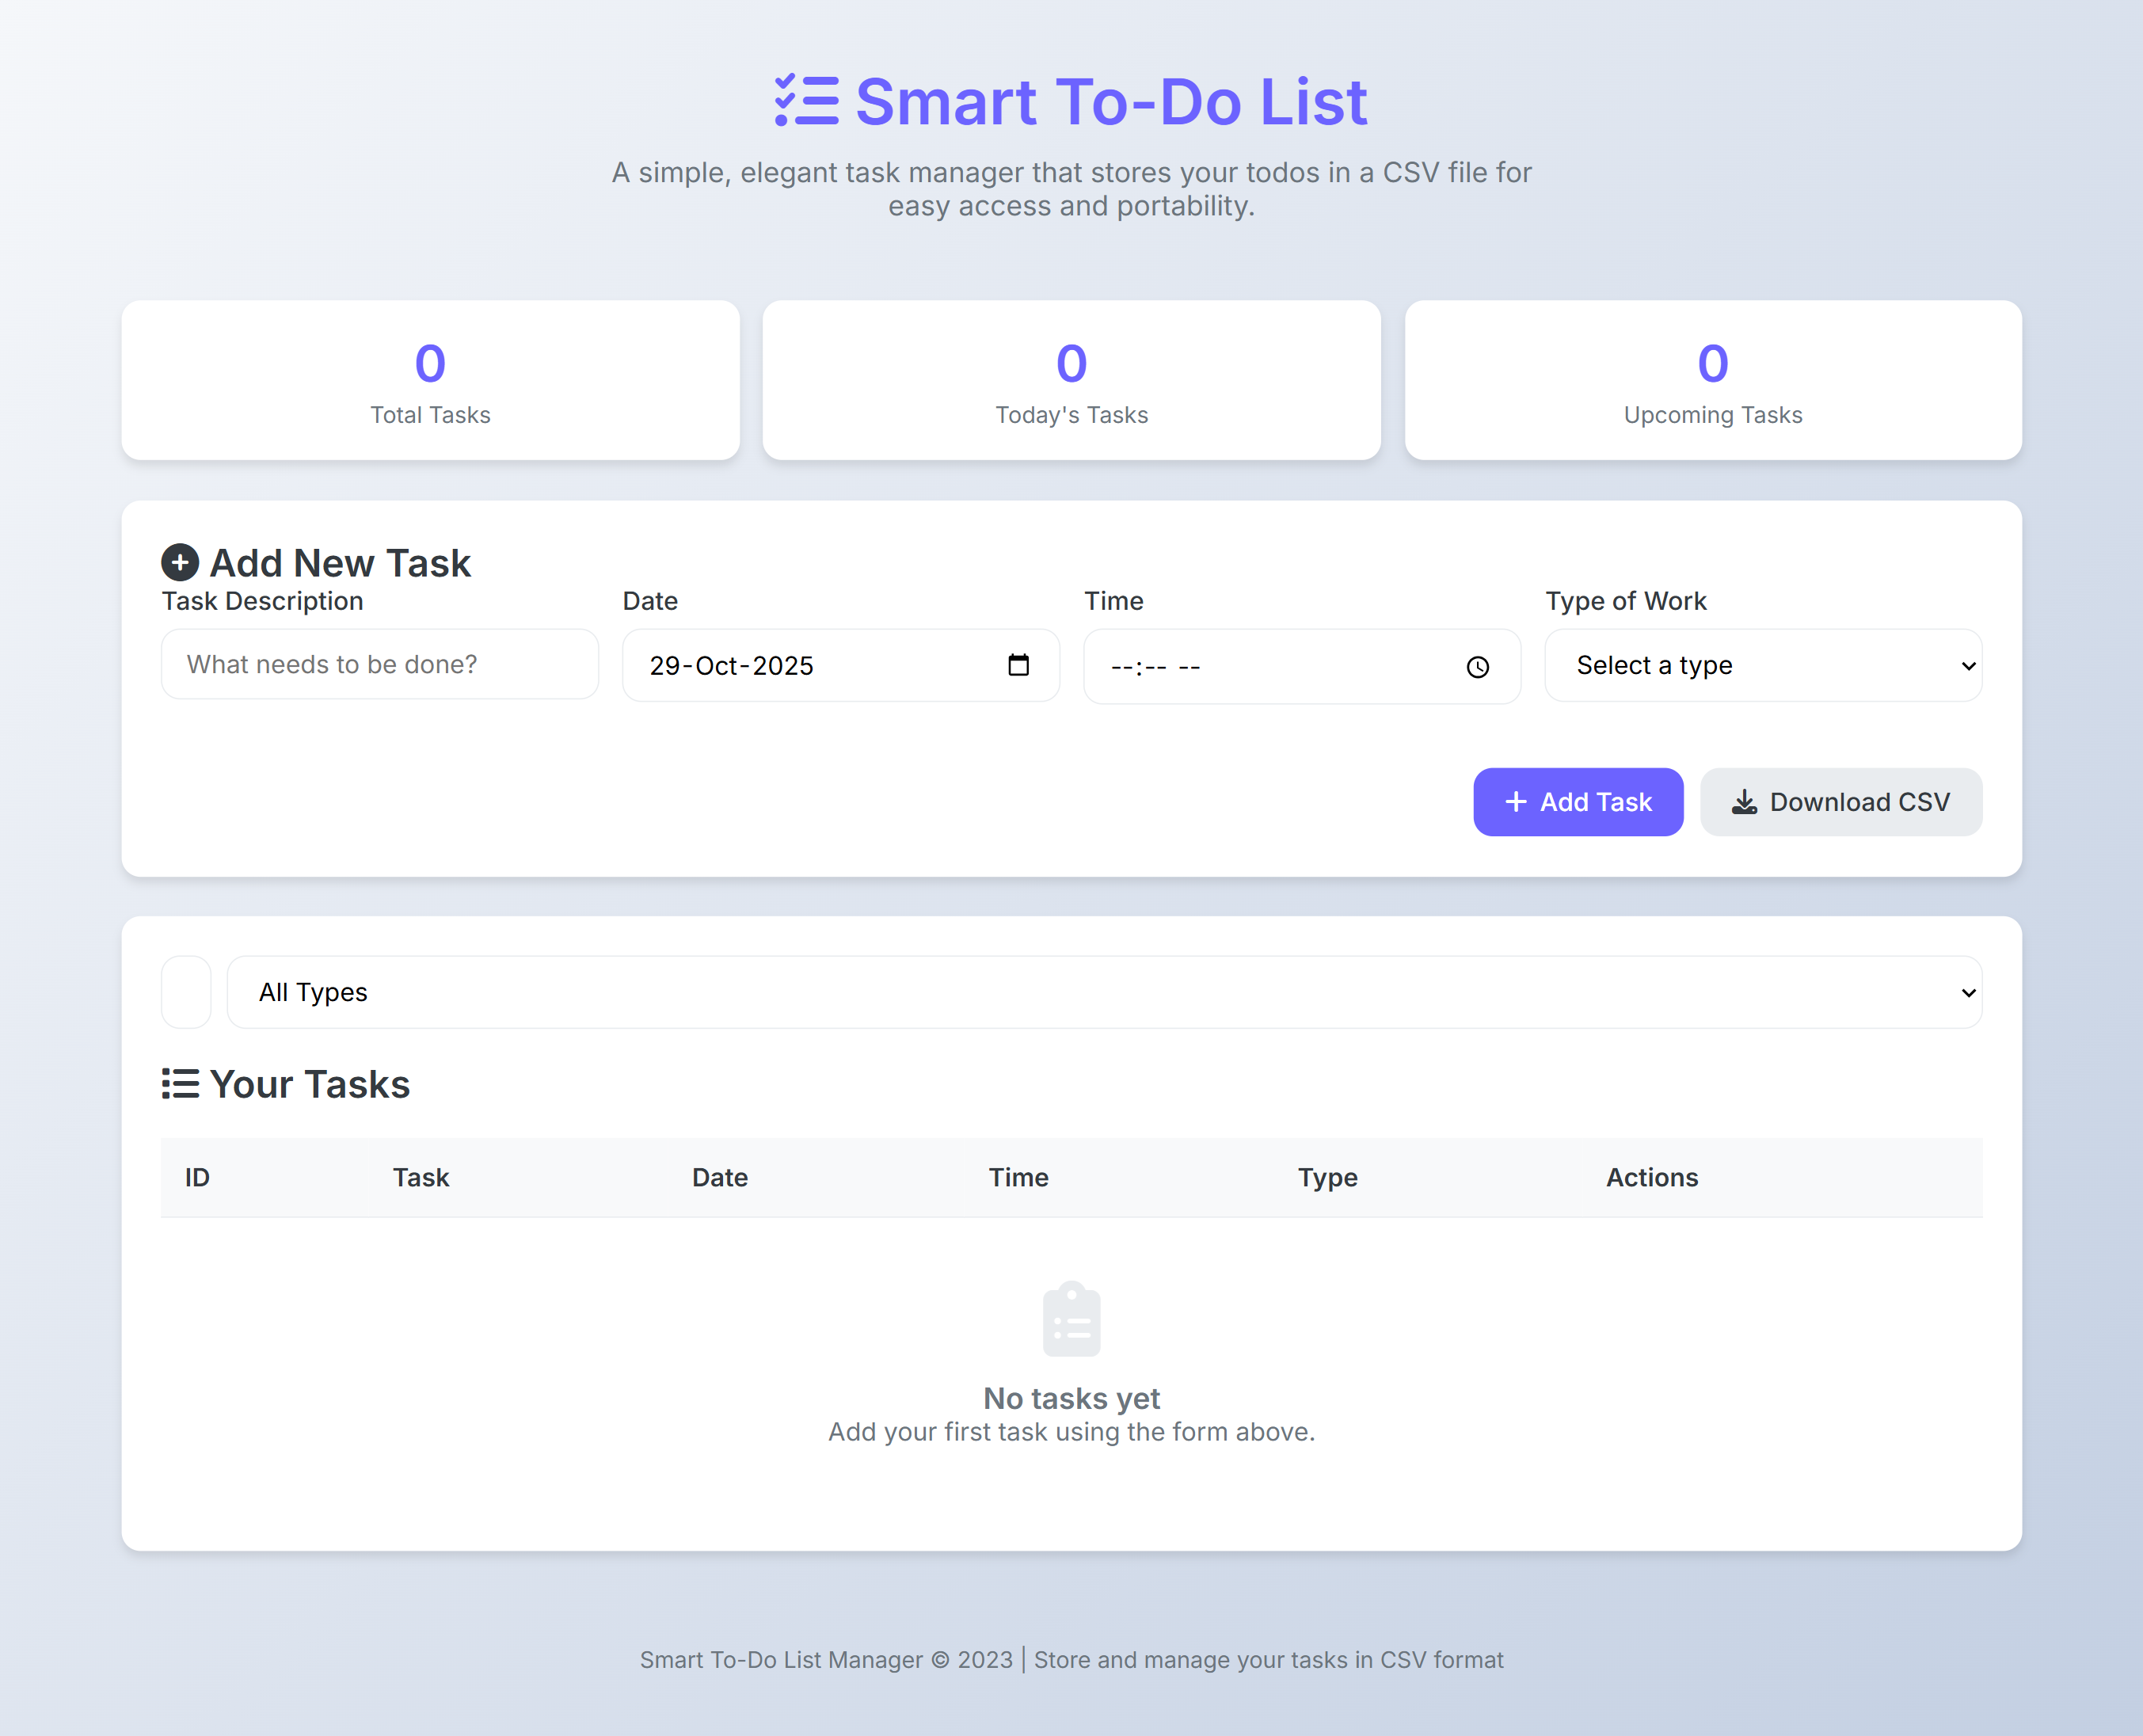 Smart To-Do List
A simple, elegant task manager that stores your todos in a CSV file for
easy access and portability.
0
Total Tasks
0
Today's Tasks
0
Upcoming Tasks
Add New Task
Task Description
What needs to be done?
Date
29-Oct-2025
Time
--:-- --
Type of Work
Select a type
Add Task
Download CSV
All Types
Your Tasks
ID Task Date Time Type Actions
No tasks yet
Add your first task using the form above.
Smart To-Do List Manager © 2023 | Store and manage your tasks in CSV format